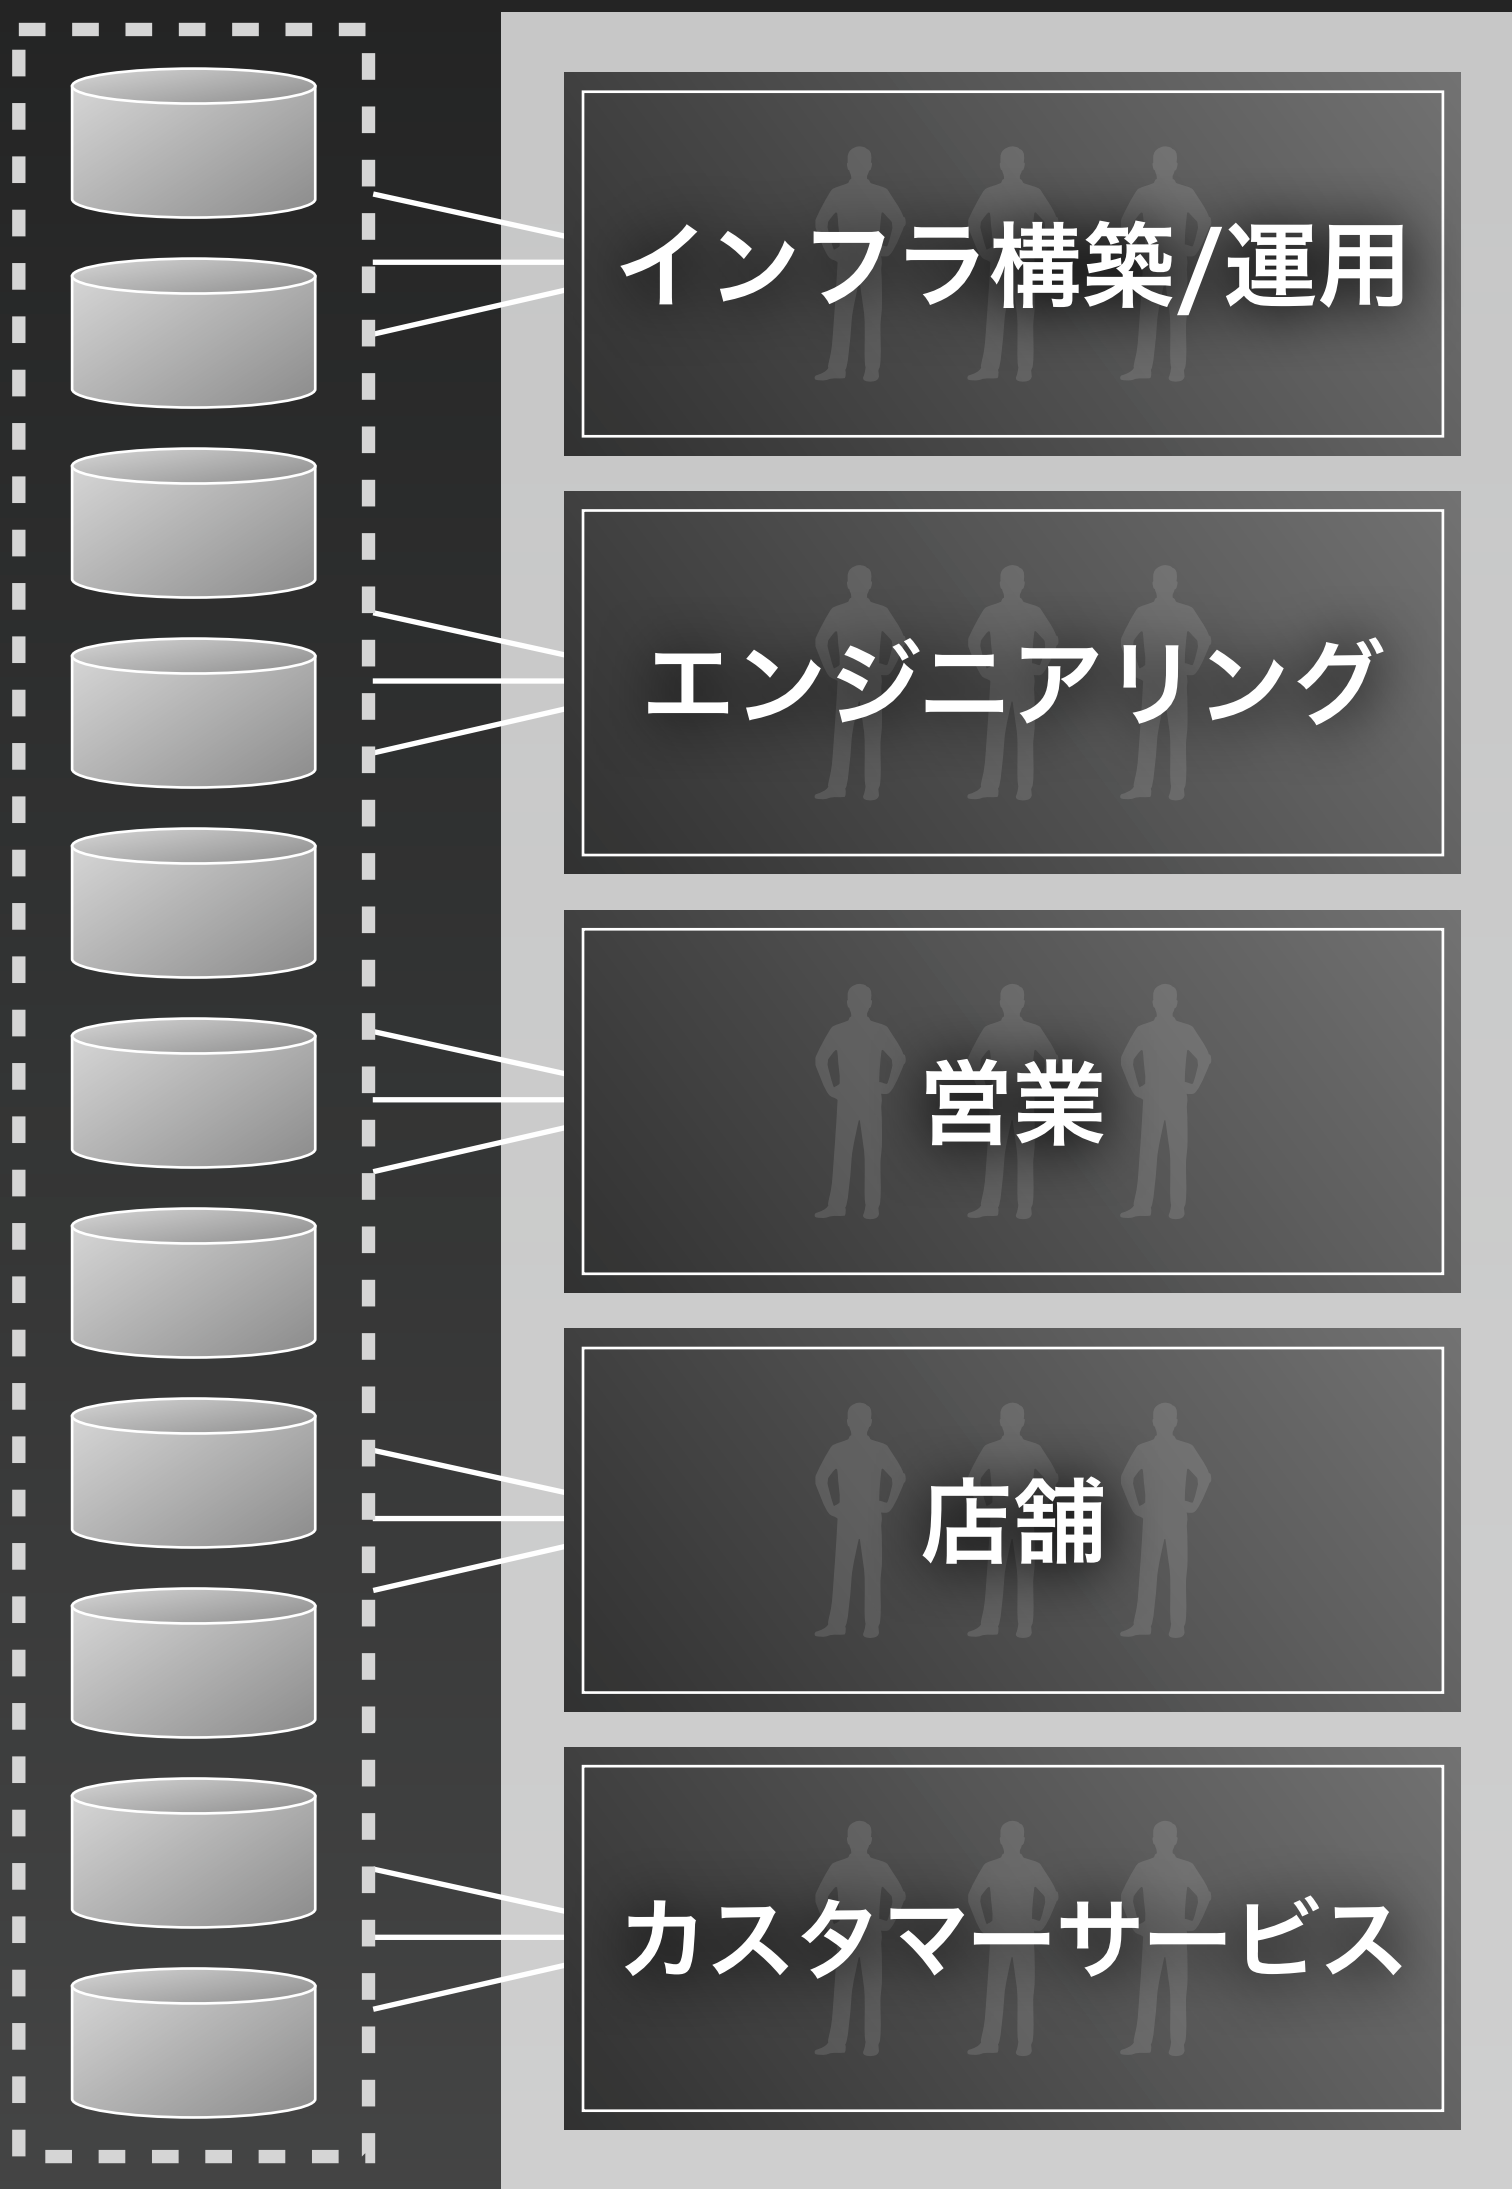 インフラ構築/運用
エンジニアリング
営業
店舗
カスタマーサービス